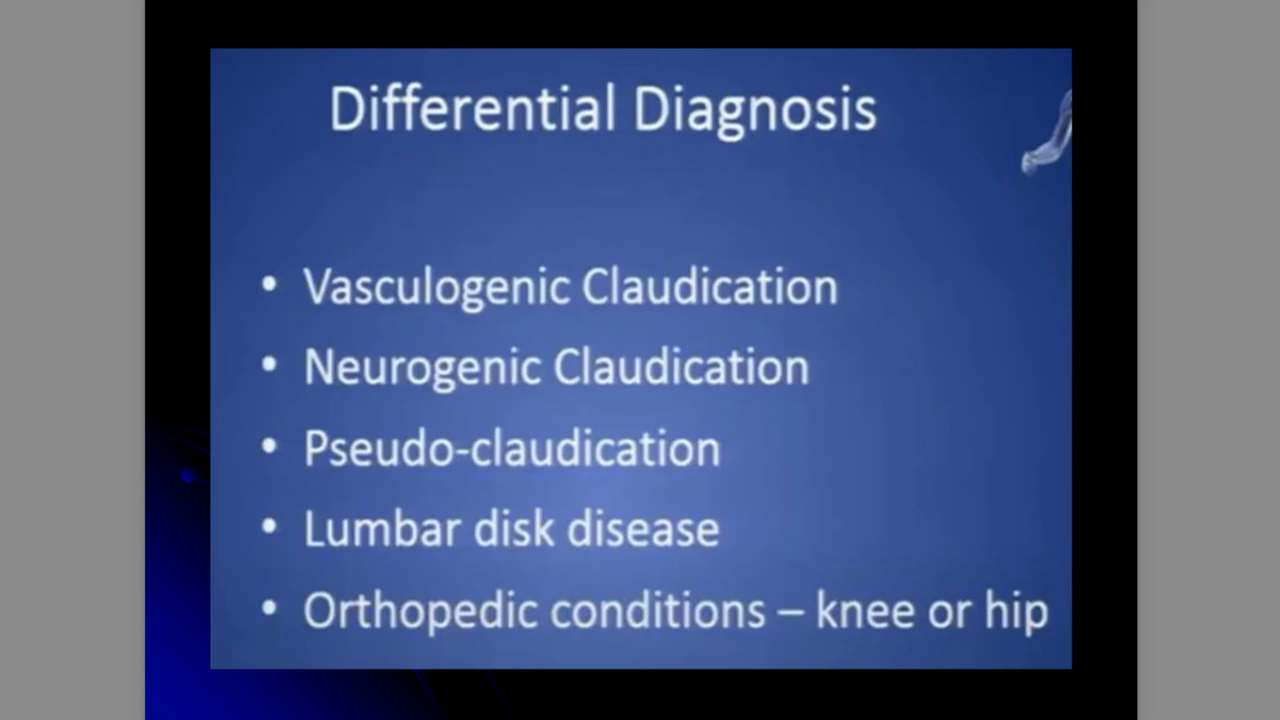 Differential Diagnosis
• Vasculogenic Claudication
• Neurogenic Claudication
• Pseudo-claudication
• Lumbar disk disease
• Orthopedic conditions – knee or hip